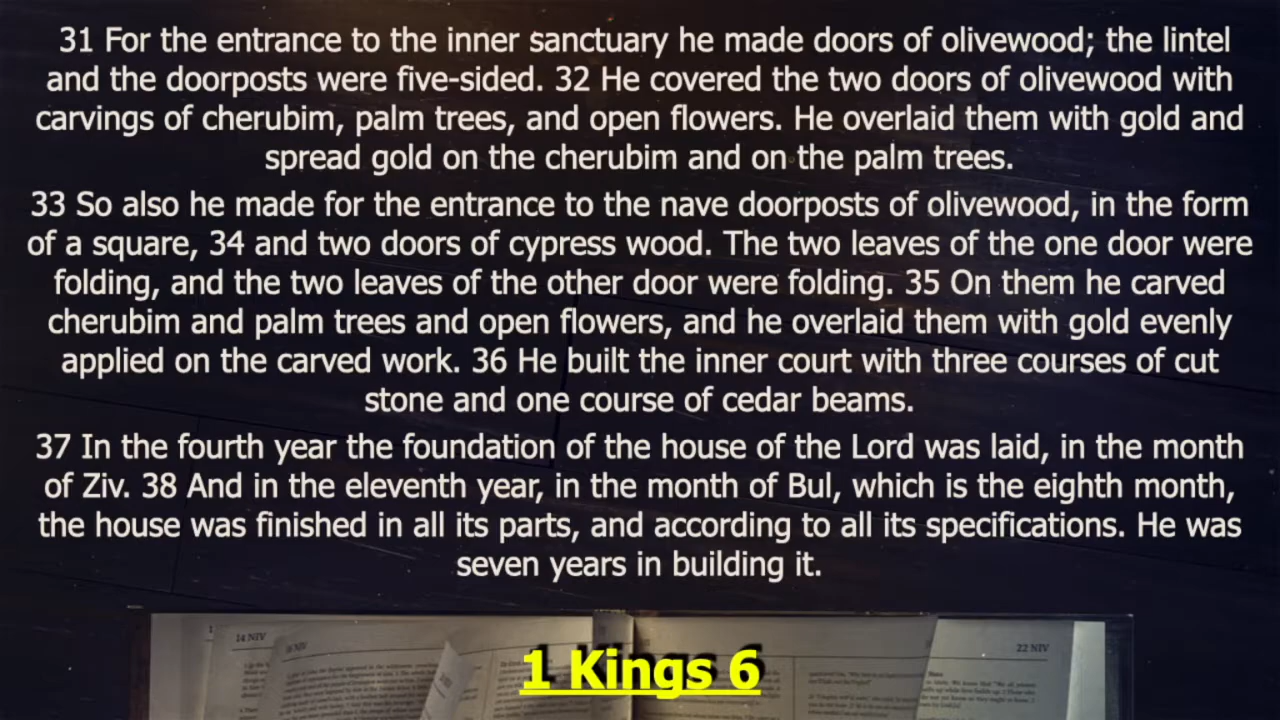 31 For the entrance to the inner sanctuary he made doors of olivewood; the lintel
and the doorposts were five-sided. 32 He covered the two doors of olivewood with
carvings of cherubim, palm trees, and open flowers. He overlaid them with gold and
spread gold on the cherubim and on the palm trees.
33 So also he made for the entrance to the nave doorposts of olivewood, in the form
of a square, 34 and two doors of cypress wood. The two leaves of the one door were
folding, and the two leaves of the other door were folding. 35 On them he carved
cherubim and palm trees and open flowers, and he overlaid them with gold evenly
applied on the carved work. 36 He built the inner court with three courses of cut
stone and one course of cedar beams.
37 In the fourth year the foundation of the house of the Lord was laid, in the month
of Ziv. 38 And in the eleventh year, in the month of Bul, which is the eighth month,
the house was finished in all its parts, and according to all its specifications. He was
seven years in building it.
14 NIV
22 NIV
1 Kings 6